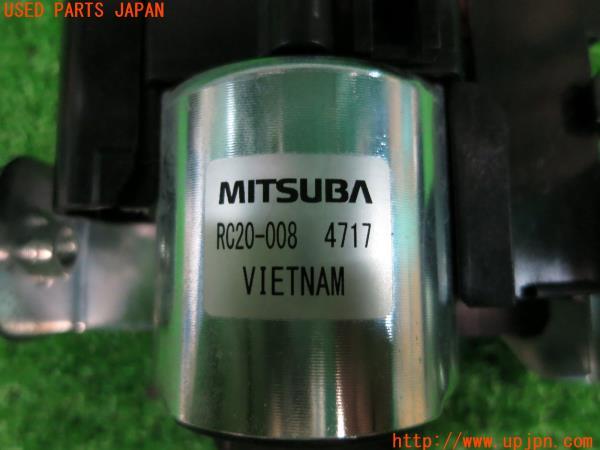 USED PARTS JAPAN
MITSUBA
RC20-008 4717
VIETNAM
http://www.upjpn.com